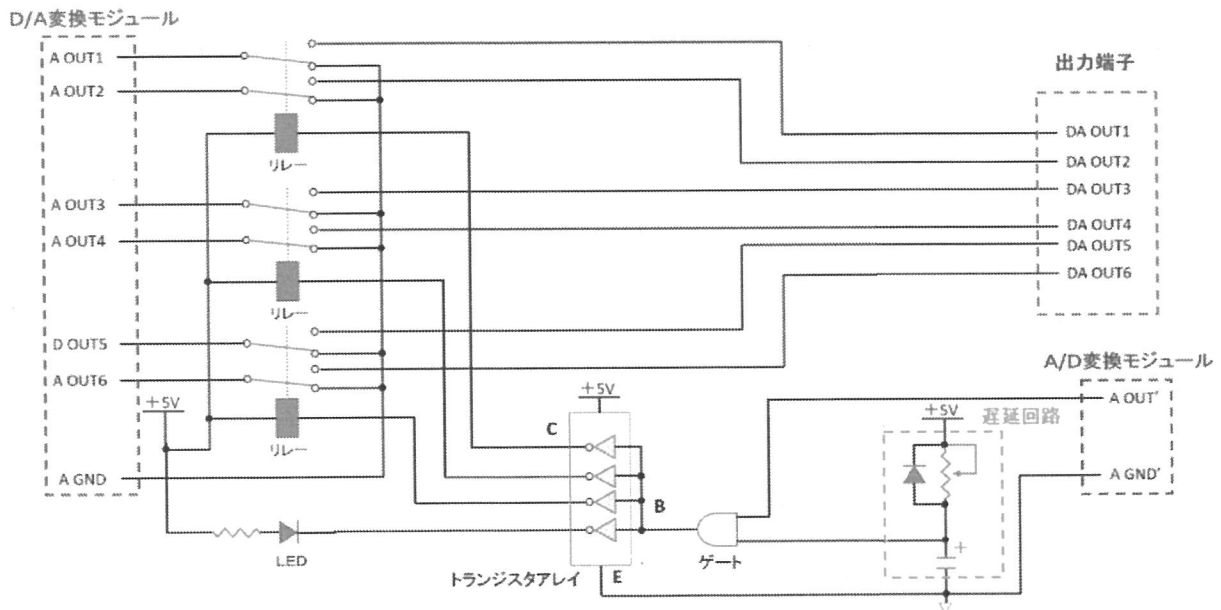 D/A変換モジュール
A OUT1
A OUT2
出力端子
DA OUT1
DA OUT2
リレー
DA OUT3
A OUT3
DA OUT4
A OUT4
DA OUT5
DA OUT6
リレー
D OUT5
A/D変換モジュール
A OUT6
+5V
+5V
A OUT'
+5V
遅延回路
リレー
C
A GND
A GND'
B
+
LED
ゲート
トランジスタアレイ
E